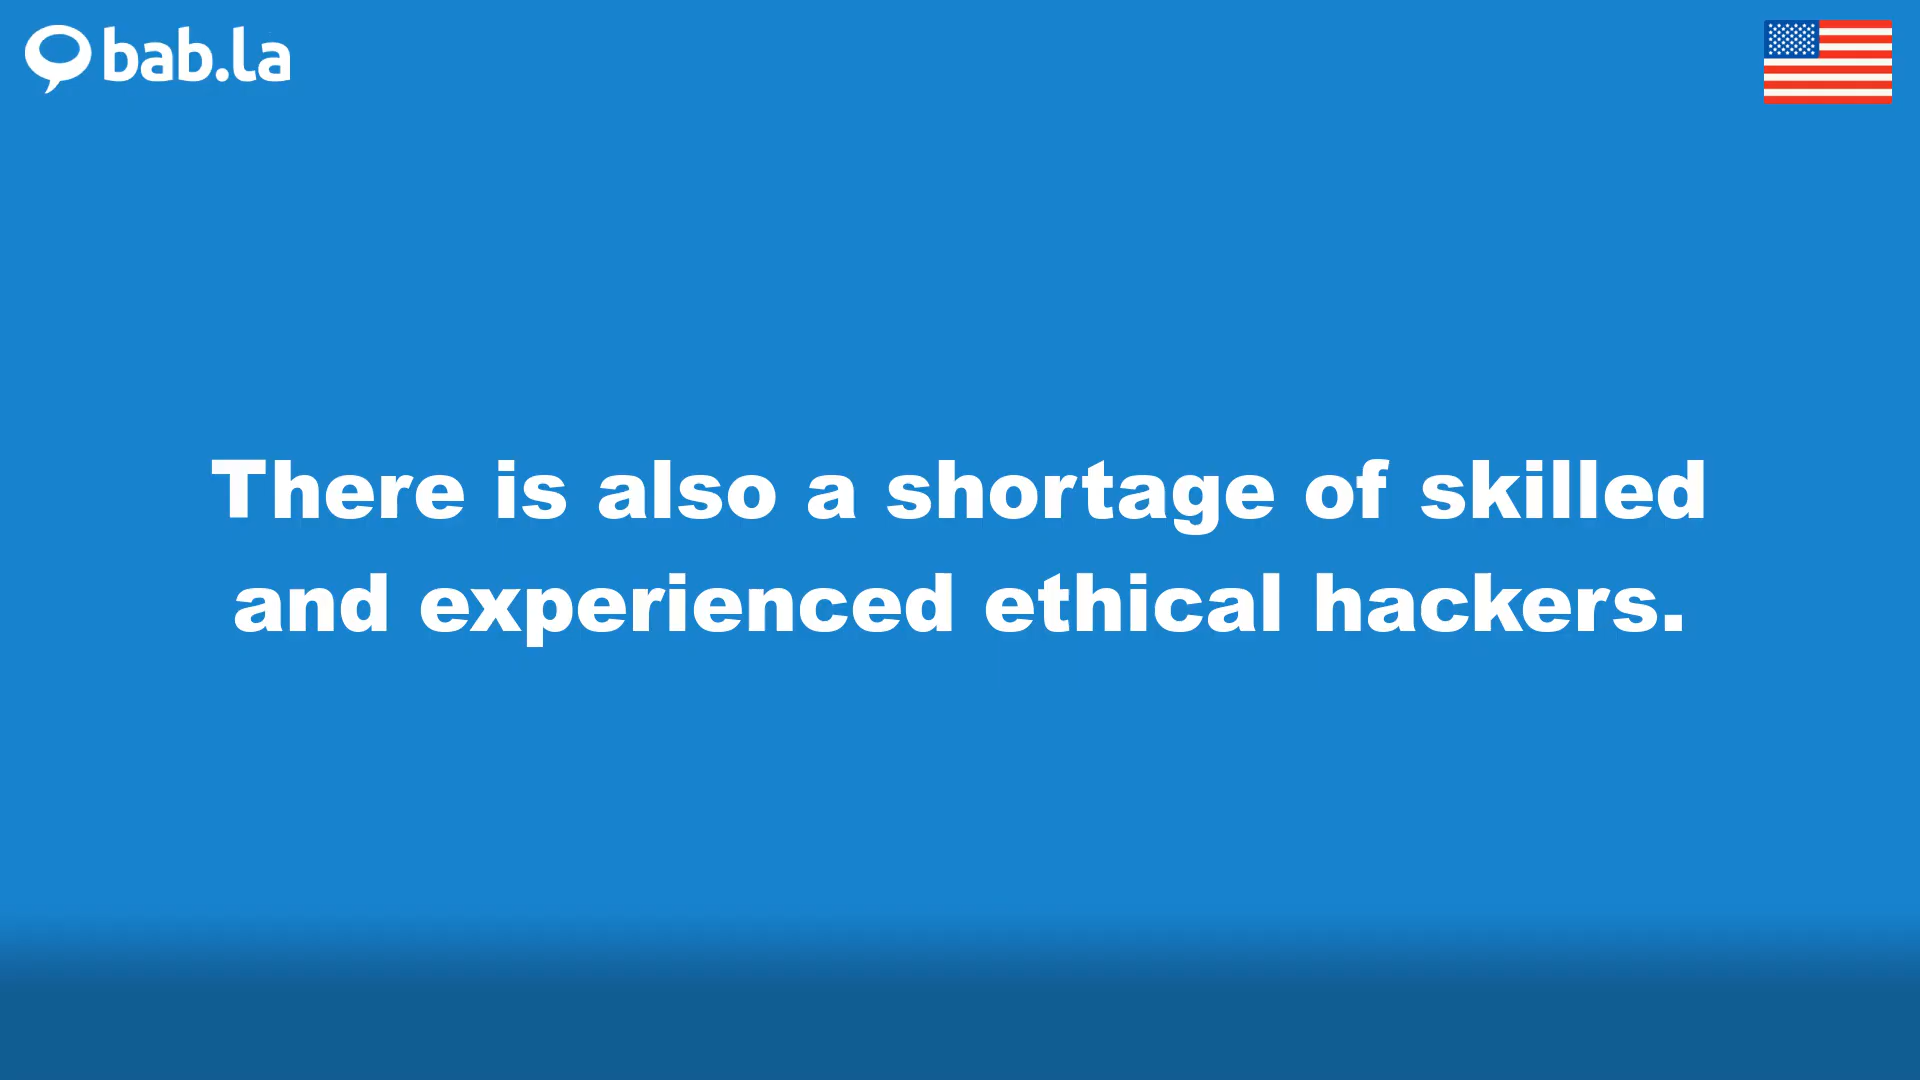 bab.la
There is also a shortage of skilled
and experienced ethical hackers.